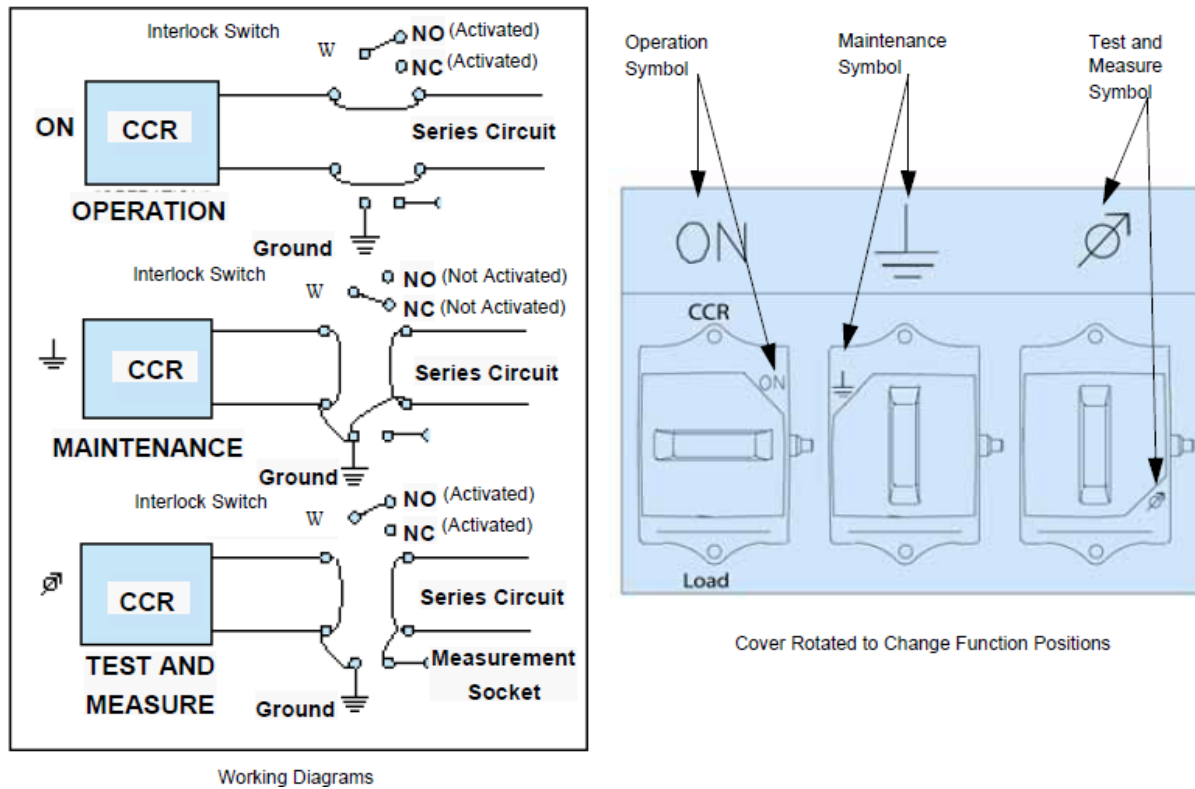 Interlock Switch
W
NO (Activated)
NC (Activated)
ON
CCR
Series Circuit
OPERATION
Ground
Interlock Switch
W
NO (Not Activated)
NC (Not Activated)
CCR
Series Circuit
MAINTENANCE
Ground
Interlock Switch
W
NO (Activated)
NC (Activated)
CCR
Series Circuit
TEST AND
MEASURE
Measurement
Socket
Ground
Working Diagrams
Operation
Symbol
Maintenance
Symbol
Test and
Measure
Symbol
ON
CCR
ON
Load
Cover Rotated to Change Function Positions